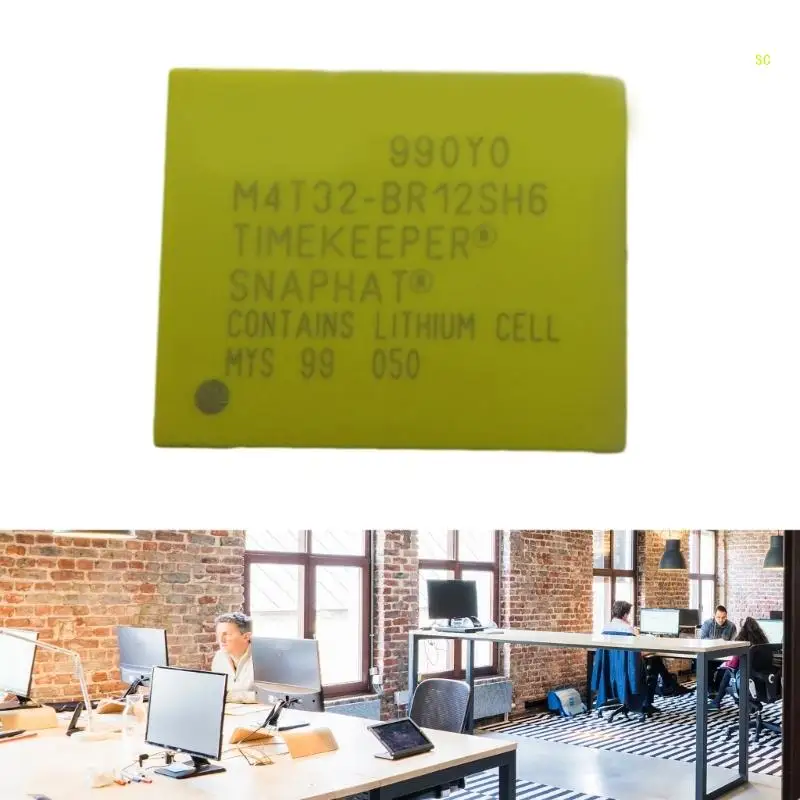 SC
990Y0
M4T32-BR12SH6
TIMEKEEPER®
SNAPHAT®
CONTAINS LITHIUM CELL
MYS 99 050